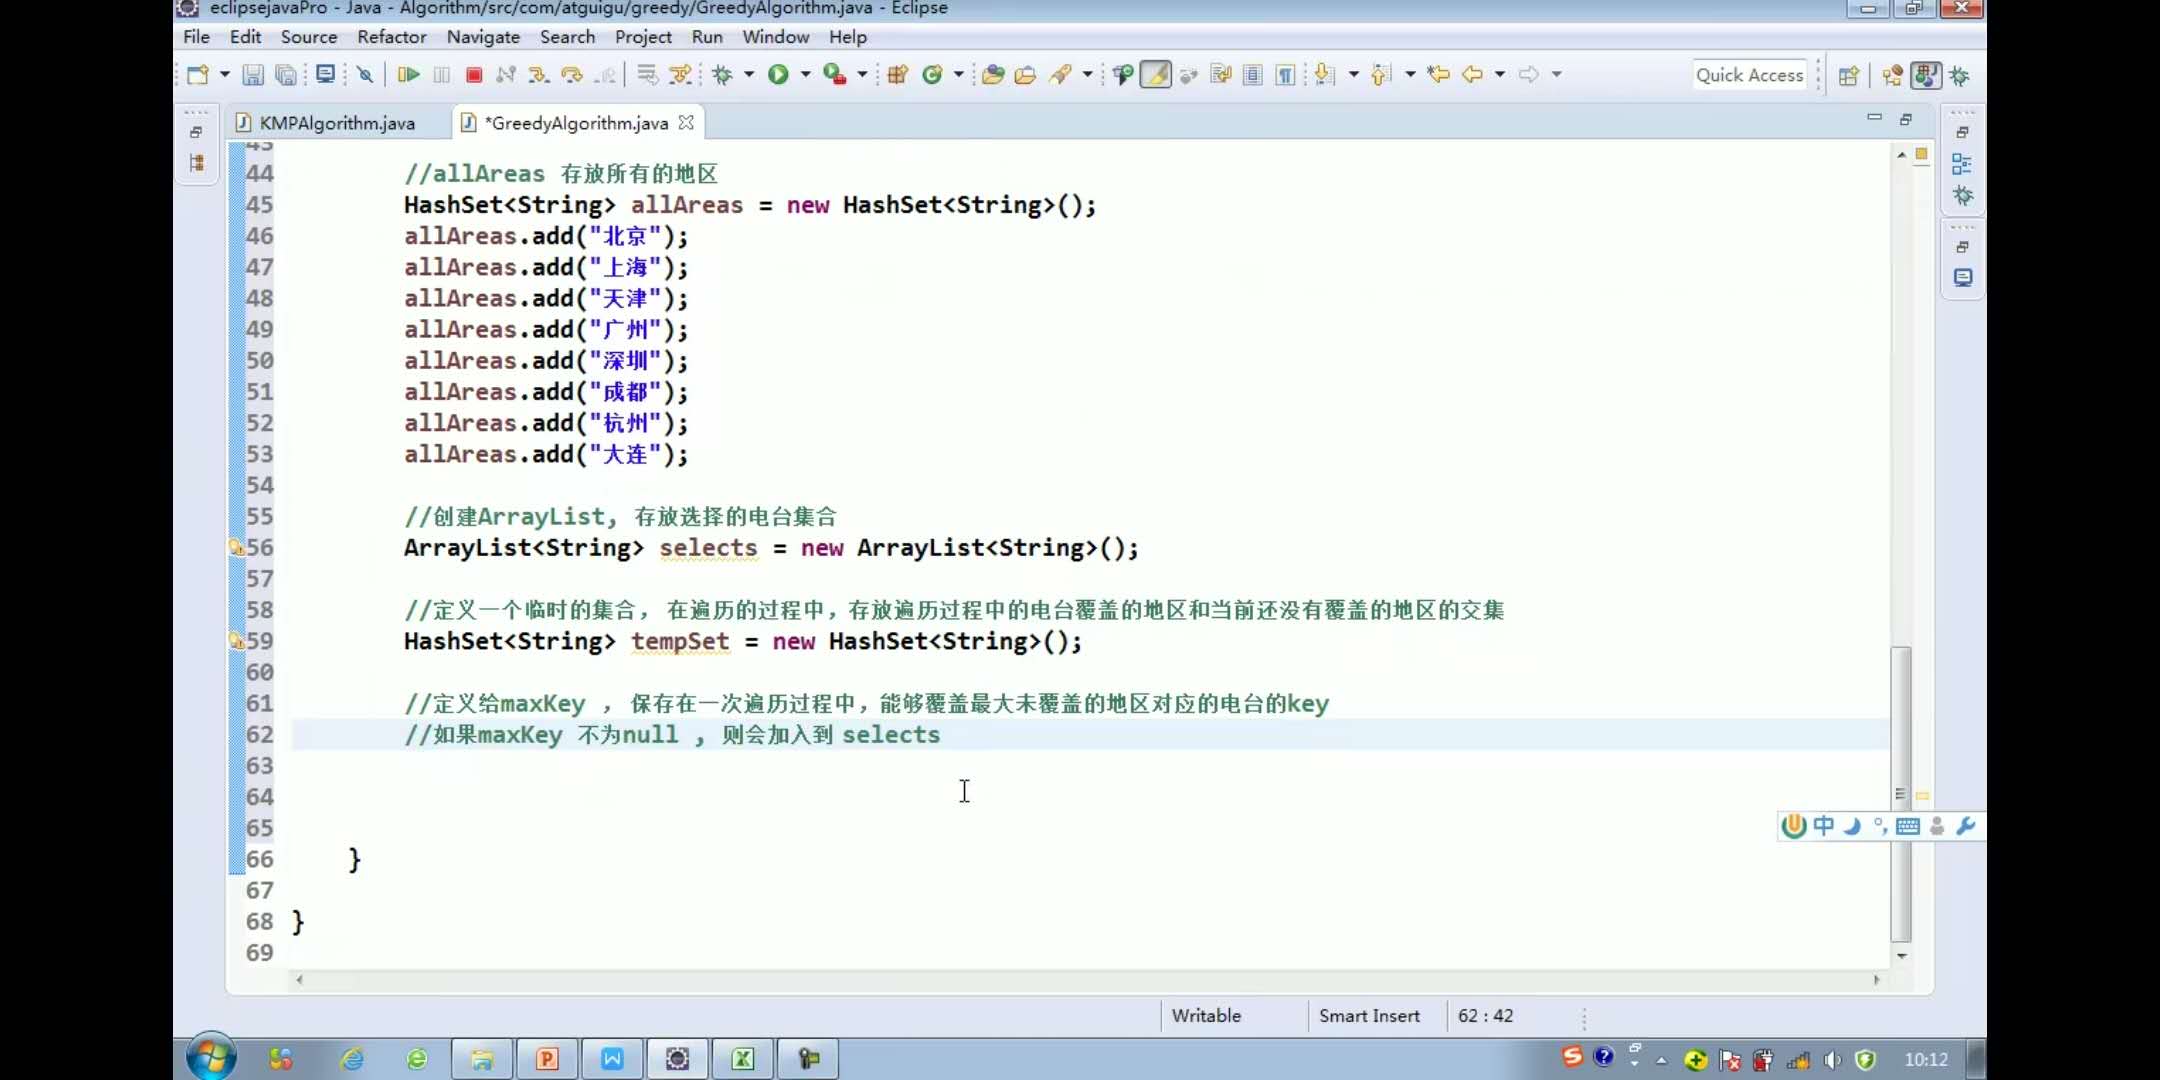 eclipsejavaPro - Java - Algorithm/src/com/atguigu/greedy/GreedyAlgorithm.java - Eclipse
File Edit Source Refactor Navigate Search Project Run Window Help
Quick Access
KMPAlgorithm.java *GreedyAlgorithm.java
43
44 //allAreas 存放所有的地区
45 HashSet<String> allAreas = new HashSet<String>();
46 allAreas.add("北京");
47 allAreas.add("上海");
48 allAreas.add("天津");
49 allAreas.add("广州");
50 allAreas.add("深圳");
51 allAreas.add("成都");
52 allAreas.add("杭州");
53 allAreas.add("大连");
54
55 //创建ArrayList, 存放选择的电台集合
56 ArrayList<String> selects = new ArrayList<String>();
57
58 //定义一个临时的集合, 在遍历的过程中, 存放遍历过程中的电台覆盖的地区和当前还没有覆盖的地区的交集
59 HashSet<String> tempSet = new HashSet<String>();
60
61 //定义给maxKey , 保存在一次遍历过程中, 能够覆盖最大未覆盖的地区对应的电台的key
62 //如果maxKey 不为null , 则会加入到 selects
63
64
65
66 }
67
68 }
69
中
Writable Smart Insert 62 : 42
10:12